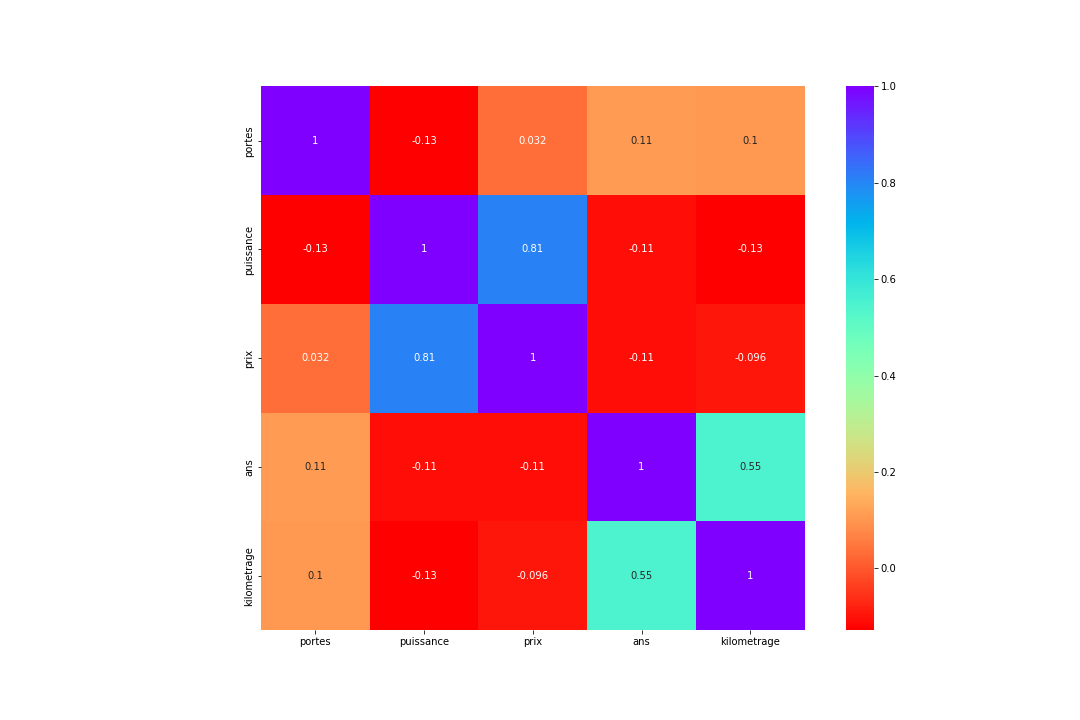 1.0
portes 1 -0.13 0.032 0.11 0.1
0.8
puissance -0.13 1 0.81 -0.11 -0.13
0.6
prix 0.032 0.81 1 -0.11 -0.096
0.4
ans 0.11 -0.11 -0.11 1 0.55
0.2
kilometrage 0.1 -0.13 -0.096 0.55 1
0.0
portes puissance prix ans kilometrage